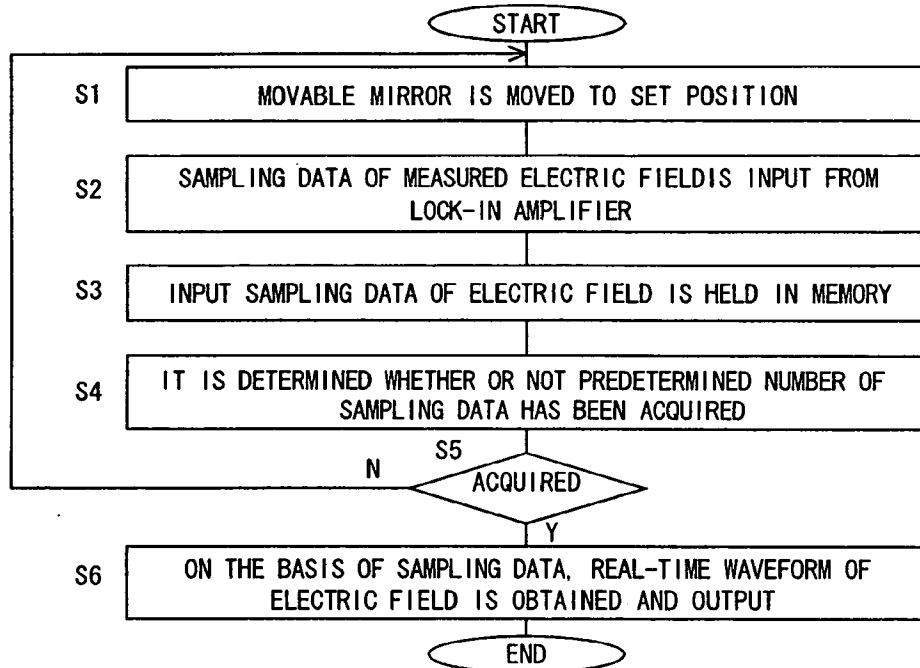 START
S1
MOVABLE MIRROR IS MOVED TO SET POSITION
S2
SAMPLING DATA OF MEASURED ELECTRIC FIELDIS INPUT FROM
LOCK-IN AMPLIFIER
S3
INPUT SAMPLING DATA OF ELECTRIC FIELD IS HELD IN MEMORY
S4
IT IS DETERMINED WHETHER OR NOT PREDETERMINED NUMBER OF
SAMPLING DATA HAS BEEN ACQUIRED
S5
N
ACQUIRED
Y
S6
ON THE BASIS OF SAMPLING DATA, REAL-TIME WAVEFORM OF
ELECTRIC FIELD IS OBTAINED AND OUTPUT
END